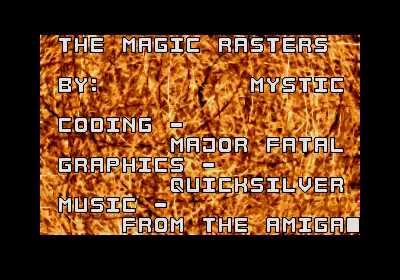 THE MAGIC RASTERS
BY: MYSTIC
CODING -
MAJOR FATAL
GRAPHICS -
QUICKSILVER
MUSIC -
FROM THE AMIGA